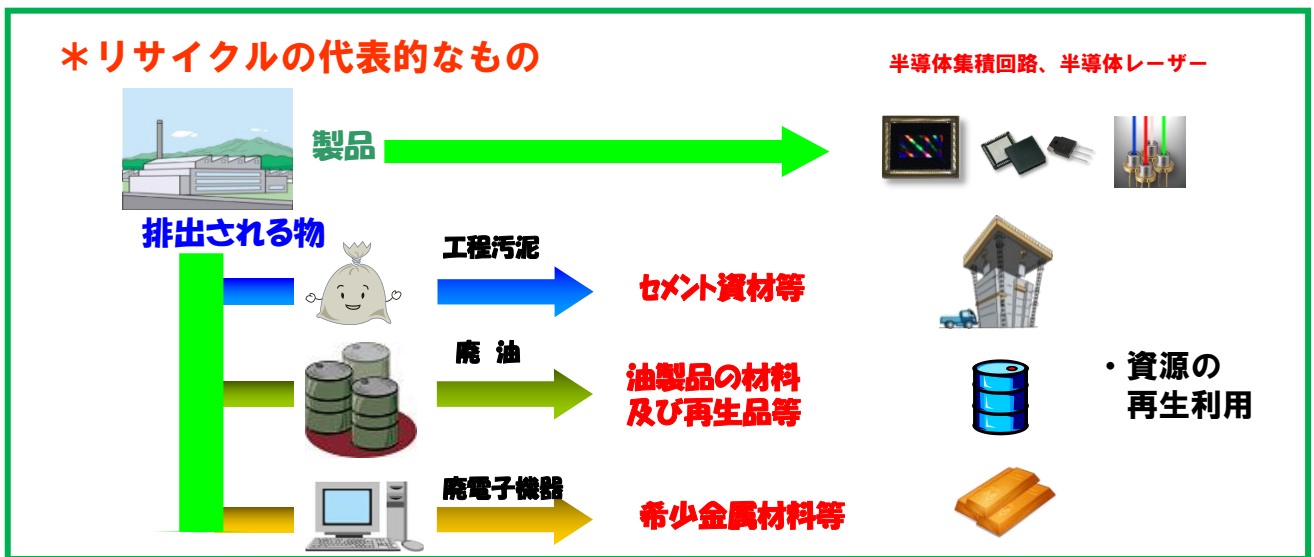 ＊リサイクルの代表的なもの
半導体集積回路、半導体レーザー
製品
排出される物
工程汚泥
セメント資材等
廃 油
油製品の材料
及び再生品等
・資源の
再生利用
廃電子機器
希少金属材料等